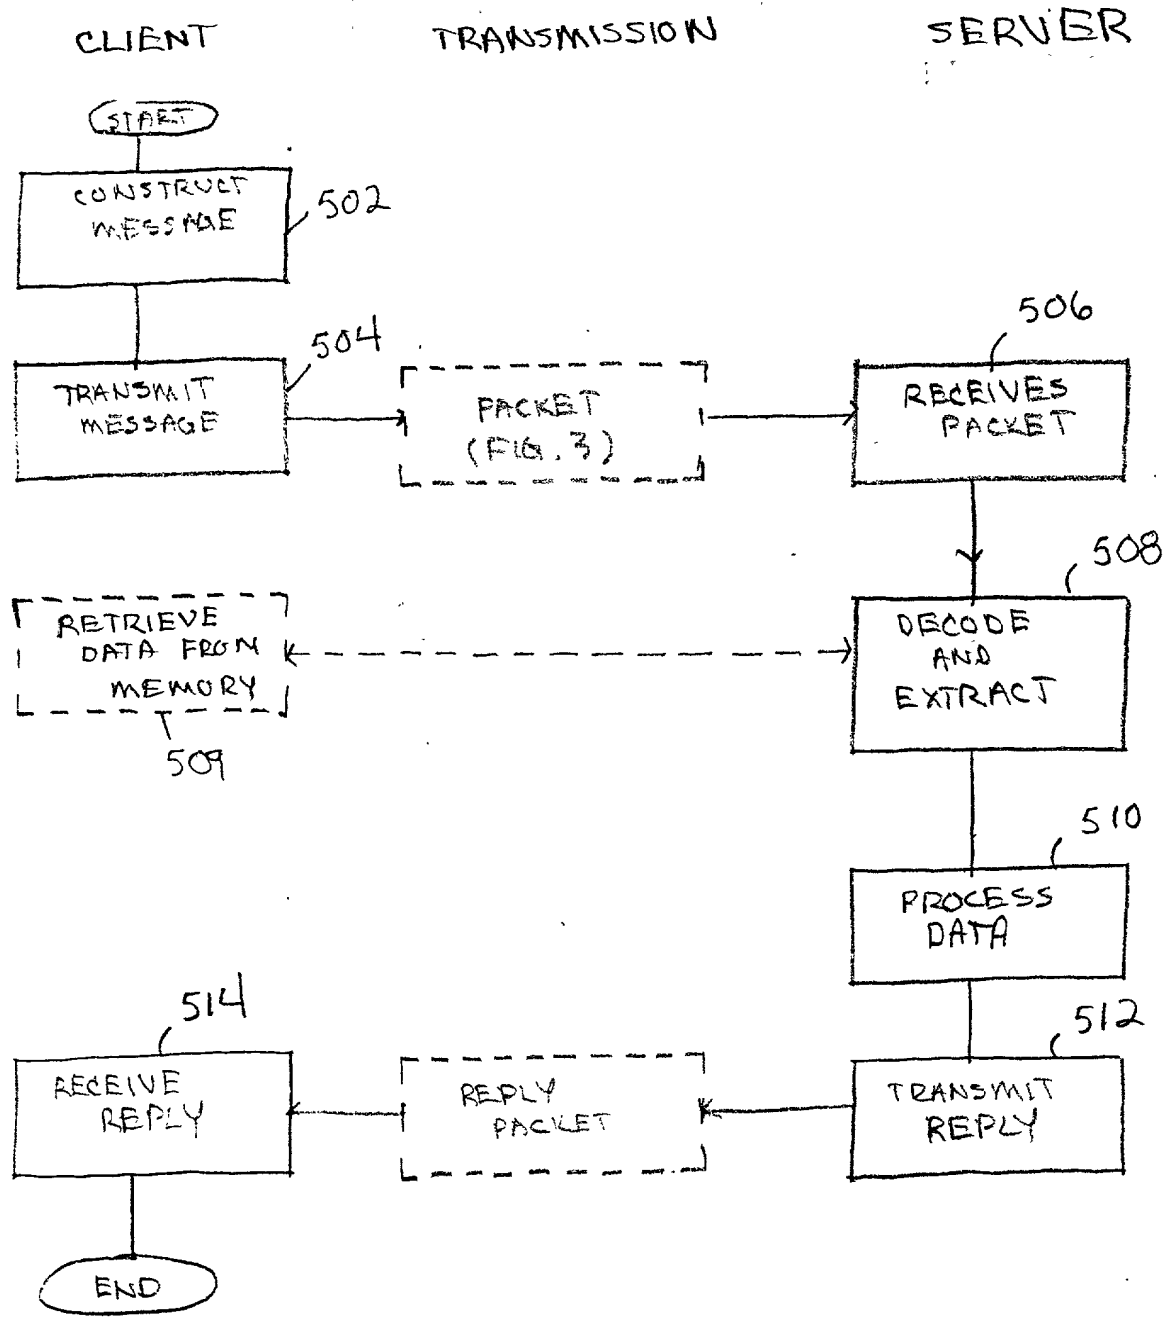 CLIENT TRANSMISSION SERVER
START
CONSTRUCT
MESSAGE
502
504
TRANSMIT
MESSAGE
PACKET
(FIG. 3)
506
RECEIVES
PACKET
508
RETRIEVE
DATA FROM
MEMORY
509
DECODE
AND
EXTRACT
510
PROCESS
DATA
512
TRANSMIT
REPLY
REPLY
PACKET
514
RECEIVE
REPLY
END